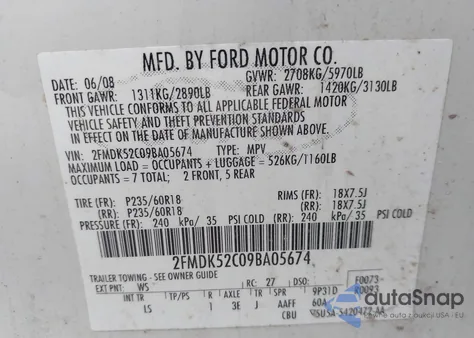 MFD. BY FORD MOTOR CO.
DATE: 06/08 GVWR: 2708KG/5970LB
FRONT GAWR: 1311KG/2890LB REAR GAWR: 1420KG/3130LB
THIS VEHICLE CONFORMS TO ALL APPLICABLE FEDERAL MOTOR
VEHICLE SAFETY AND THEFT PREVENTION STANDARDS
IN EFFECT ON THE DATE OF MANUFACTURE SHOWN ABOVE.
VIN: 2FMDK52C09BA05674 TYPE: MPV
MAXIMUM LOAD = OCCUPANTS + LUGGAGE = 526KG/1160LB
OCCUPANTS = 7 TOTAL; 2 FRONT, 5 REAR
TIRE (FR): P235/60R18 RIMS (FR): 18X7.5J
(RR): P235/60R18 (RR): 18X7.5J
PRESSURE (FR): 240 kPa/ 35 PSI COLD (RR): 240 kPa/ 35 PSI COLD
2FMDK52C09BA05674
TRAILER TOWING - SEE OWNER GUIDE
EXT PNT: WS RC: 27 DSO: F0073-
INT TR TP/PS R AXLE TR SPR 9P31D R0093
LS 1 3E J AAFF 60A
CBU
autoSnap